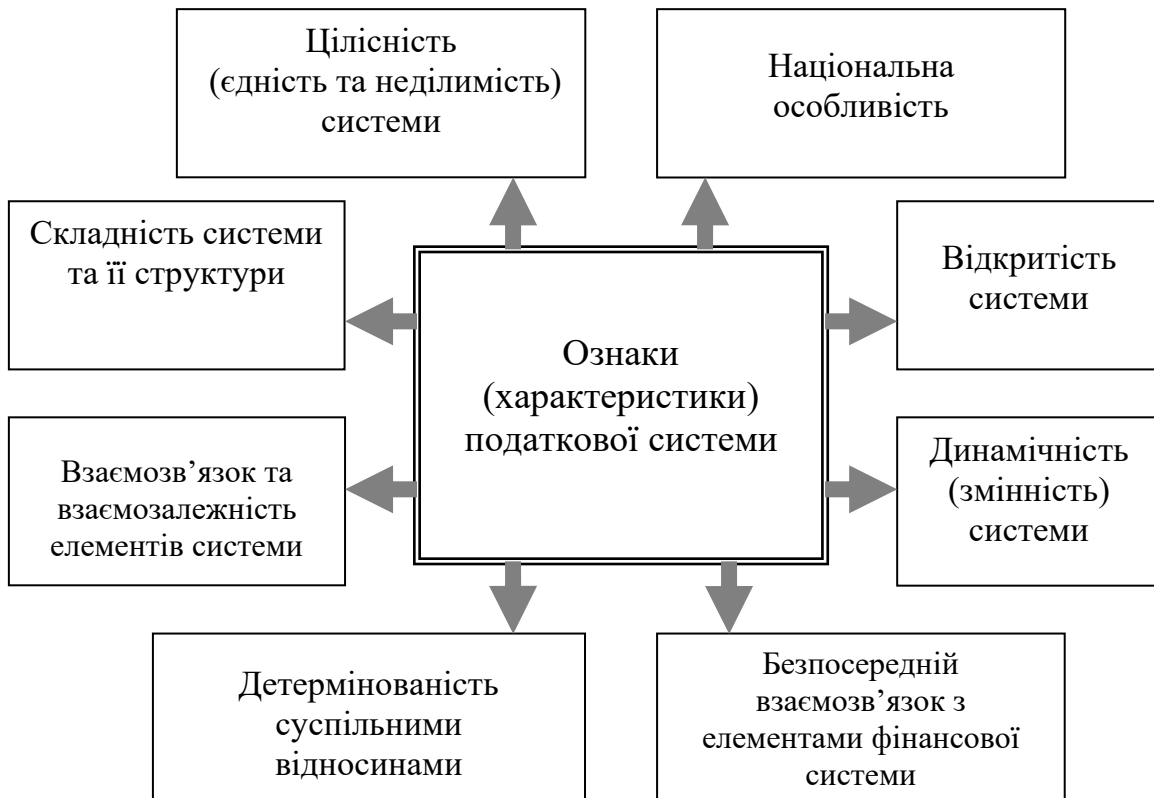 Цілісність
(єдність та неділимість)
системи
Національна
особливість
Складність системи
та її структури
Відкритість
системи
Ознаки
(характеристики)
податкової системи
Взаємозв’язок та
взаємозалежність
елементів системи
Динамічність
(змінність)
системи
Детермінованість
суспільними
відносинами
Безпосередній
взаємозв’язок з
елементами фінансової
системи